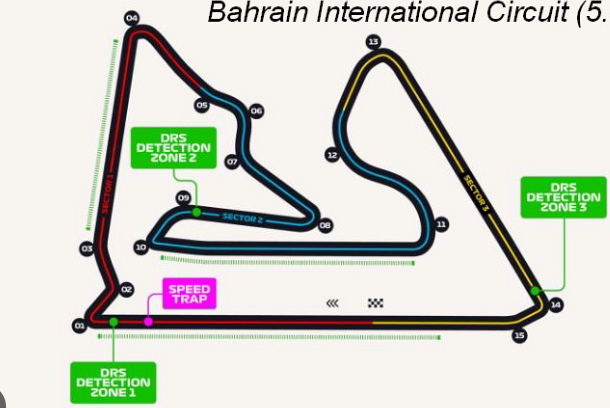 Bahrain International Circuit (5.
04
13
05
06
DRS
DETECTION
ZONE 2
07
12
SECTOR 1
SECTOR 3
DRS
DETECTION
ZONE 3
09
SECTOR 2
08
11
03
10
02
SPEED
TRAP
14
01
15
DRS
DETECTION
ZONE 1